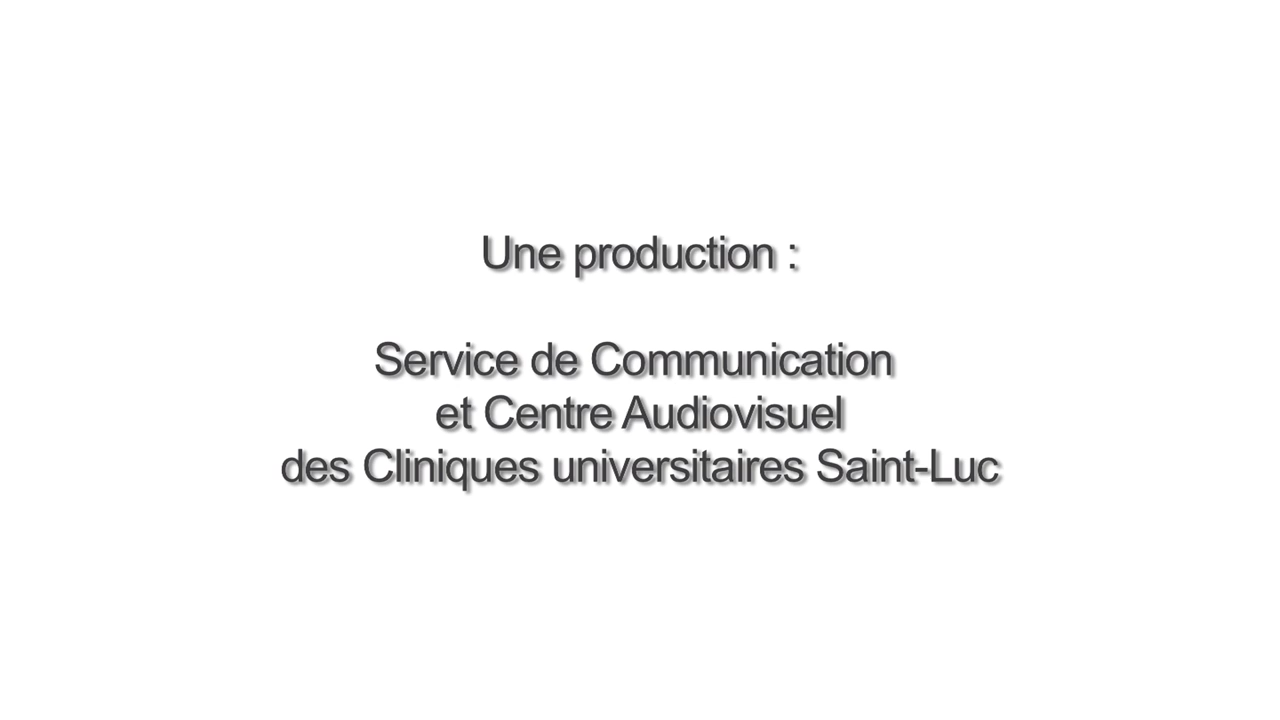 Une production :
Service de Communication
et Centre Audiovisuel
des Cliniques universitaires Saint-Luc